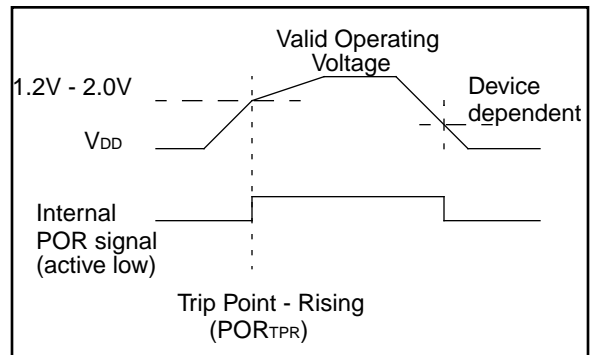 Valid Operating
Voltage
1.2V - 2.0V
Device
dependent
VDD
Internal
POR signal
(active low)
Trip Point - Rising
(PORTPR)